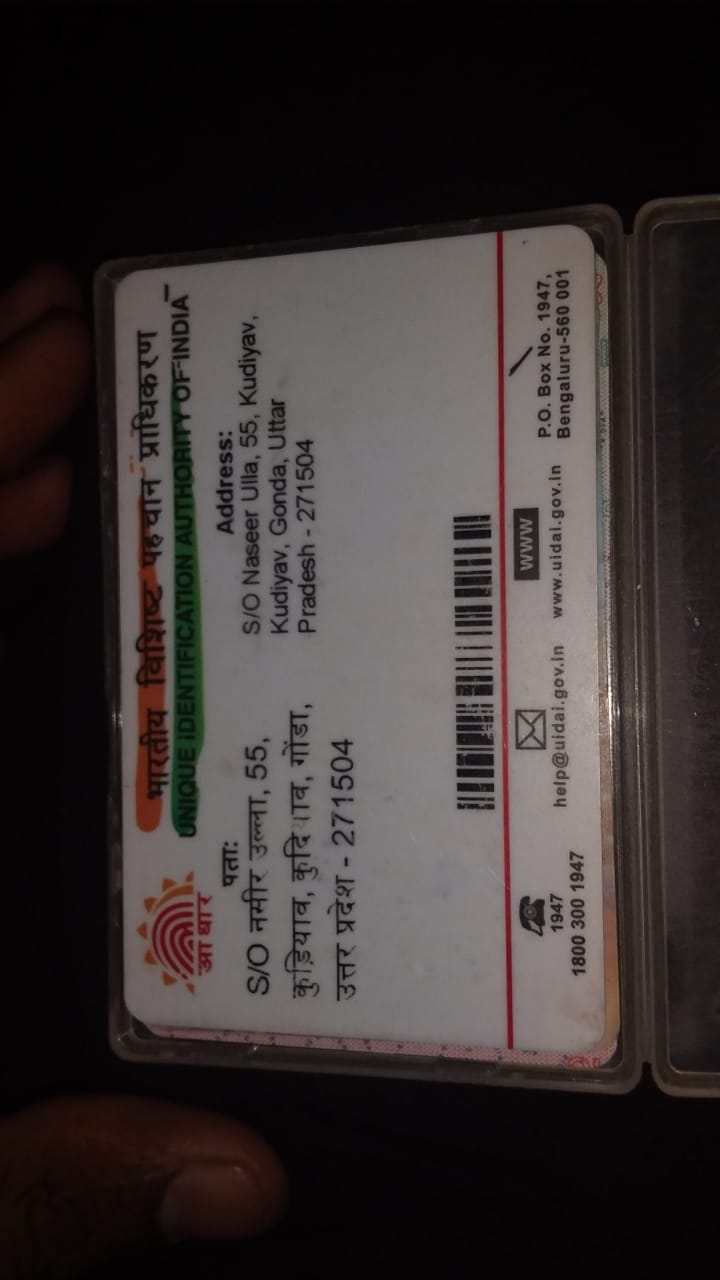 भारतीय विशिष्ट पहचान प्राधिकरण
UNIQUE IDENTIFICATION AUTHORITY OF INDIA
आधार
पता:
S/O नसीर उल्ला, 55,
कुड़ियाव, कुदियाव, गोंडा,
उत्तर प्रदेश - 271504
Address:
S/O Naseer Ulla, 55, Kudiyav,
Kudiyav, Gonda, Uttar
Pradesh - 271504
1947
1800 300 1947
help@uidai.gov.in
WWW
www.uidai.gov.in
P.O. Box No. 1947,
Bengaluru-560 001